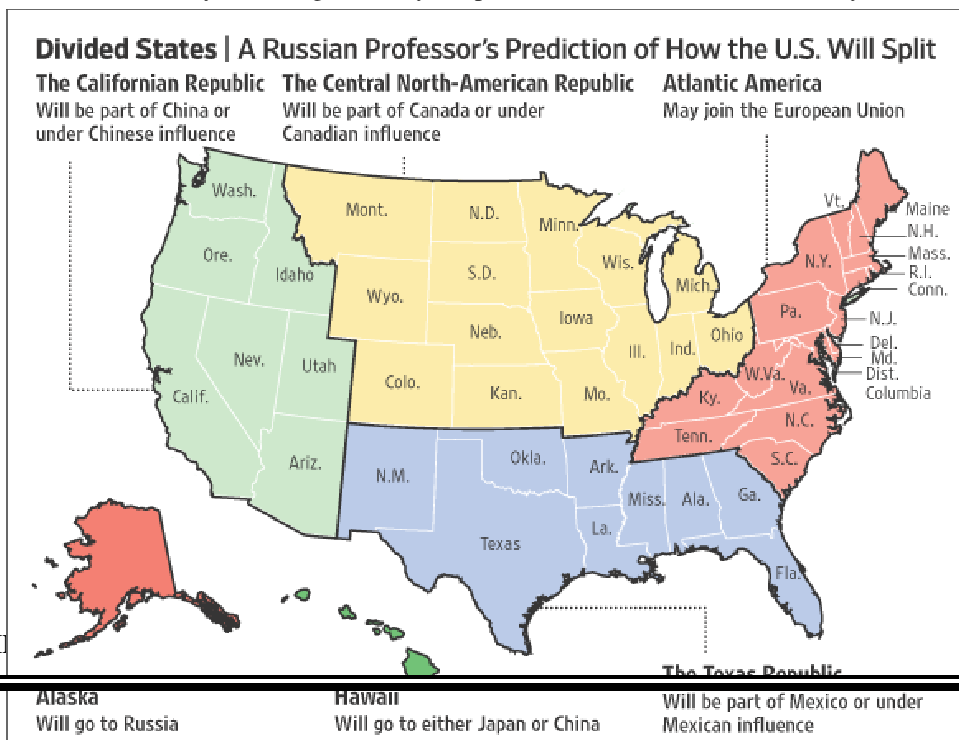 Divided States | A Russian Professor's Prediction of How the U.S. Will Split
The Californian Republic
Will be part of China or
under Chinese influence
The Central North-American Republic
Will be part of Canada or under
Canadian influence
Atlantic America
May join the European Union
Wash.
Ore.
Idaho
Nev.
Utah
Calif.
Ariz.
Mont.
N.D.
Minn.
S.D.
Wis.
Mich.
Wyo.
Neb.
Iowa
Ill.
Ind.
Ohio
Colo.
Kan.
Mo.
Vt.
Maine
N.H.
Mass.
R.I.
Conn.
N.Y.
Pa.
N.J.
Del.
Md.
Dist.
Columbia
W.Va.
Va.
Ky.
N.C.
Tenn.
S.C.
N.M.
Okla.
Ark.
Texas
La.
Miss.
Ala.
Ga.
Fla.
Alaska
Will go to Russia
Hawaii
Will go to either Japan or China
The Texas Republic
Will be part of Mexico or under
Mexican influence